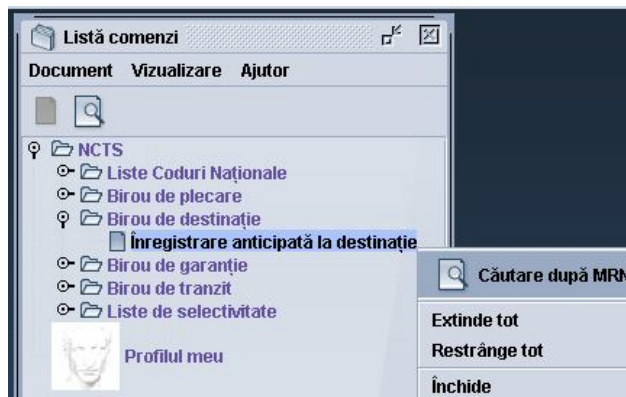 Listă comenzi
Document Vizualizare Ajutor
NCTS
Liste Coduri Naționale
Birou de plecare
Birou de destinație
Înregistrare anticipată la destinație
Birou de garanție
Birou de tranzit
Liste de selectivitate
Profilul meu
Căutare după MRN
Extinde tot
Restrânge tot
Închide